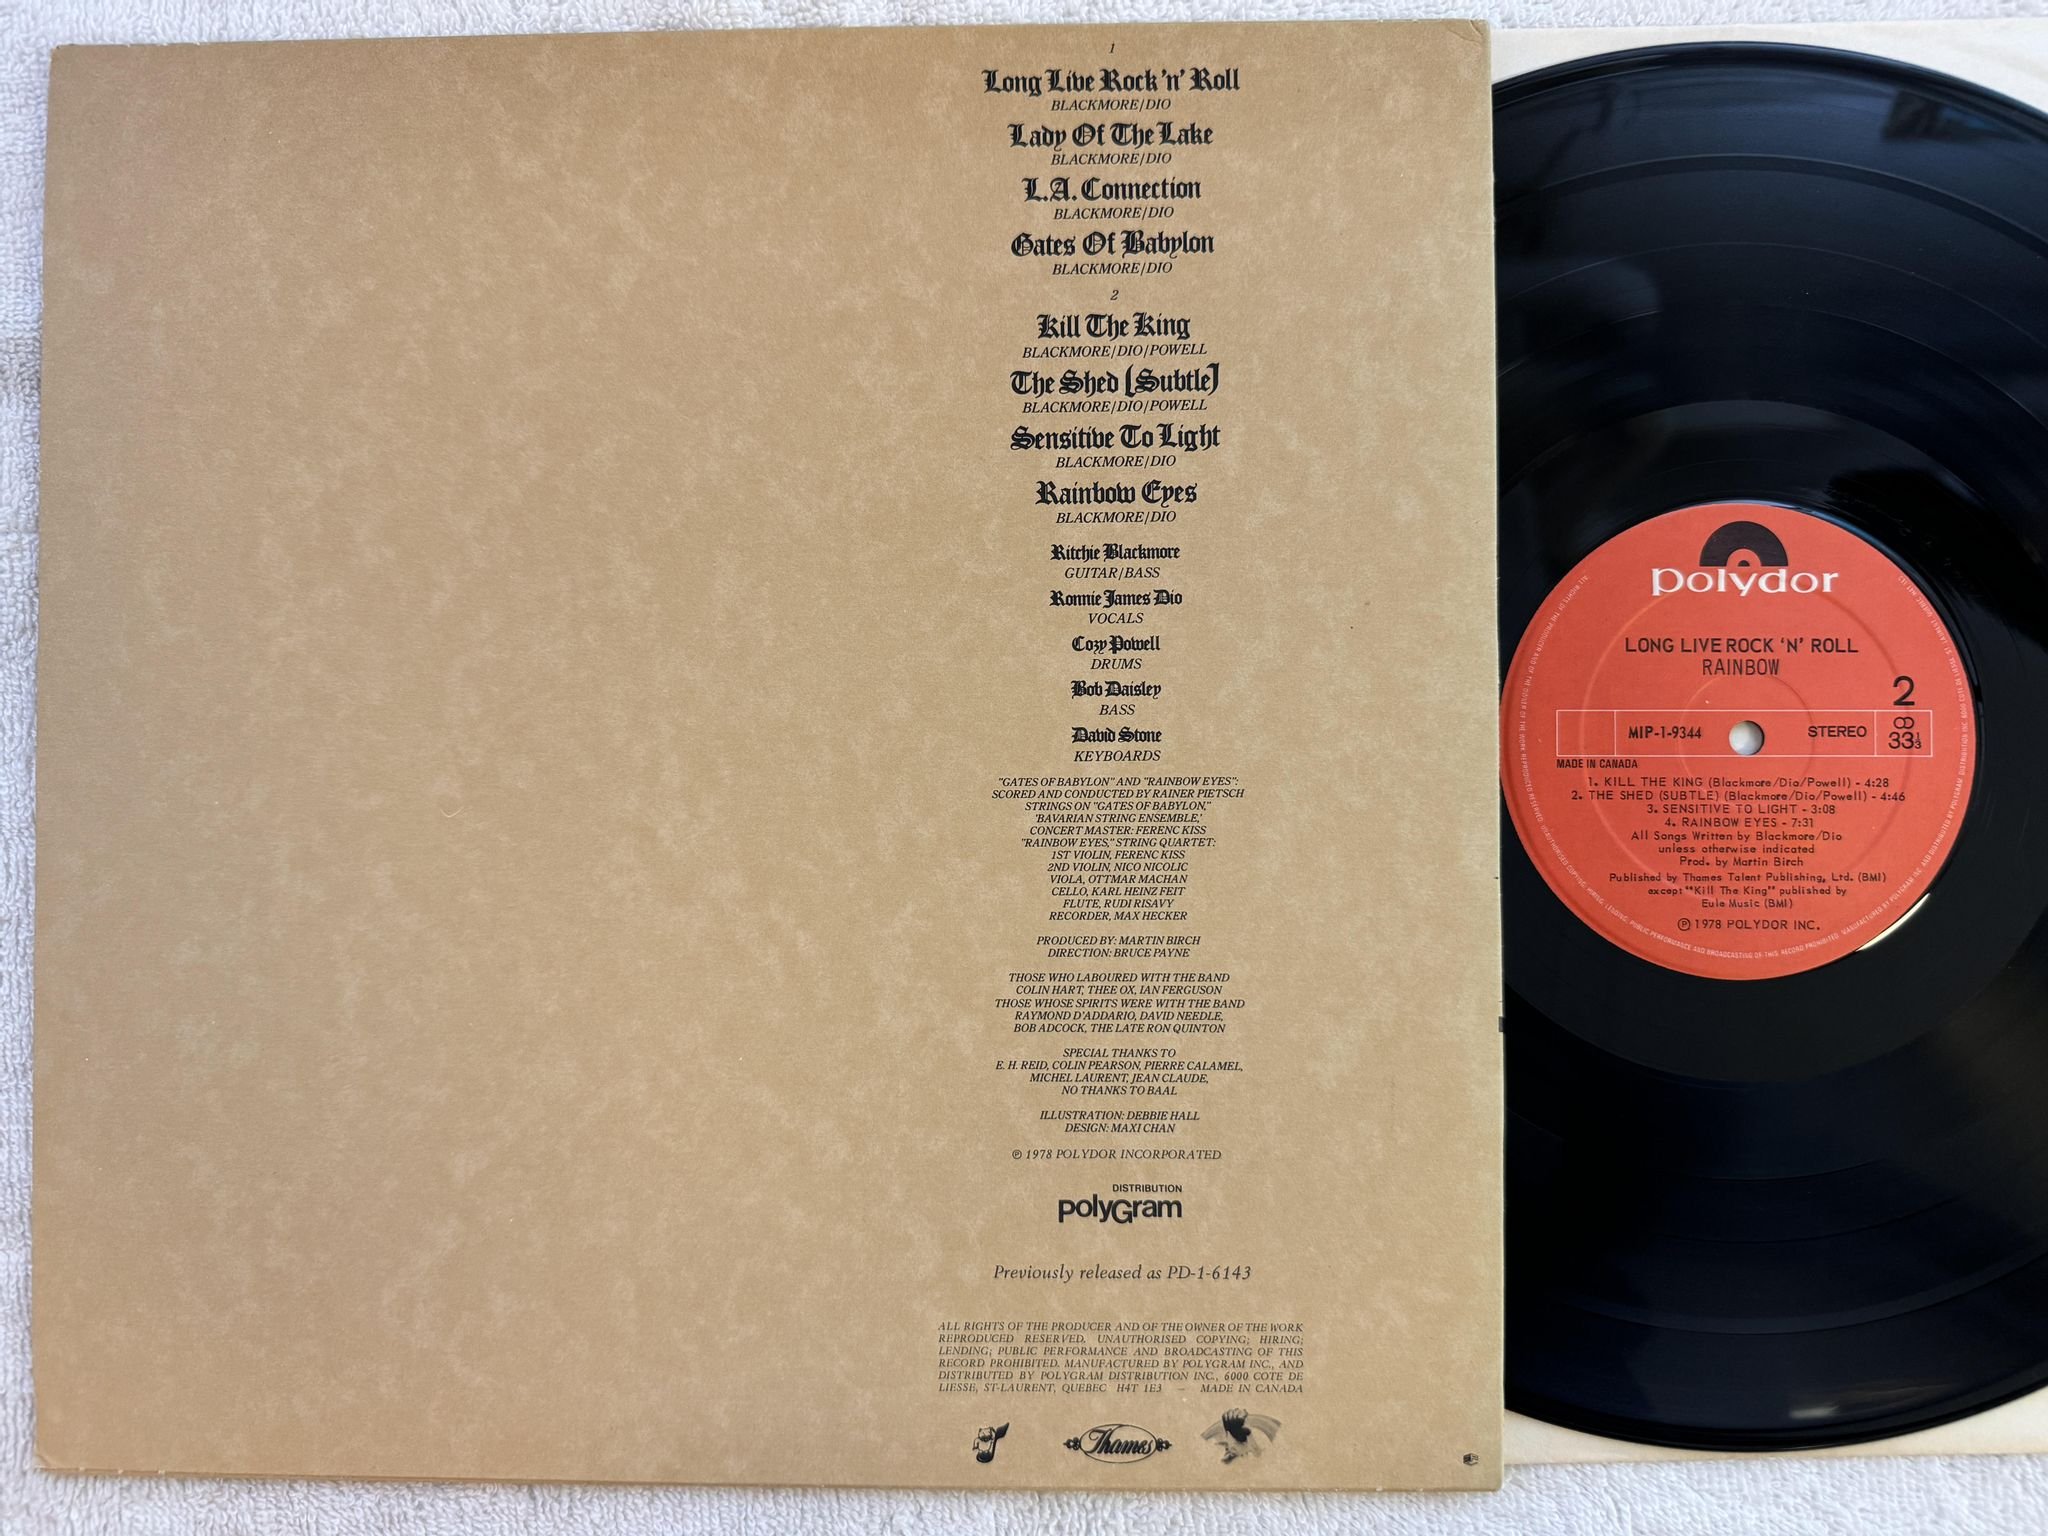 1
Long Live Rock 'n' Roll
BLACKMORE/DIO
Lady Of The Lake
BLACKMORE/DIO
L.A. Connection
BLACKMORE/DIO
Gates Of Babylon
BLACKMORE/DIO
2
Kill The King
BLACKMORE/DIO/POWELL
The Shed (Subtle)
BLACKMORE/DIO/POWELL
Sensitive To Light
BLACKMORE/DIO
Rainbow Eyes
BLACKMORE/DIO
Ritchie Blackmore
GUITAR/BASS
Ronnie James Dio
VOCALS
Cozy Powell
DRUMS
Bob Daisley
BASS
David Stone
KEYBOARDS
"GATES OF BABYLON" AND "RAINBOW EYES":
SCORED AND CONDUCTED BY RAINER PIETSCH
STRINGS ON "GATES OF BABYLON,"
'BAVARIAN STRING ENSEMBLE,'
CONCERT MASTER: FERENC KISS
"RAINBOW EYES," STRING QUARTET:
1ST VIOLIN, FERENC KISS
2ND VIOLIN, NICO NICOLIC
VIOLA, OTTMAR MACHAN
CELLO, KARL HEINZ FEIT
FLUTE, RUDI RISAVY
RECORDER, MAX HECKER
PRODUCED BY: MARTIN BIRCH
DIRECTION: BRUCE PAYNE
THOSE WHO LABOURED WITH THE BAND
COLIN HART, THEE OX, IAN FERGUSON
THOSE WHOSE SPIRITS WERE WITH THE BAND
RAYMOND D'ADDARIO, DAVID NEEDLE,
BOB ADCOCK, THE LATE RON QUINTON
SPECIAL THANKS TO
E. H. REID, COLIN PEARSON, PIERRE CALAMEL,
MICHEL LAURENT, JEAN CLAUDE,
NO THANKS TO BAAL
ILLUSTRATION: DEBBIE HALL
DESIGN: MAXI CHAN
℗ 1978 POLYDOR INCORPORATED
DISTRIBUTION
polyGram
Previously released as PD-1-6143
ALL RIGHTS OF THE PRODUCER AND OF THE OWNER OF THE WORK
REPRODUCED RESERVED. UNAUTHORISED COPYING; HIRING;
LENDING; PUBLIC PERFORMANCE AND BROADCASTING OF THIS
RECORD PROHIBITED. MANUFACTURED BY POLYGRAM INC., AND
DISTRIBUTED BY POLYGRAM DISTRIBUTION INC., 6000 COTE DE
LIESSE, ST-LAURENT, QUEBEC H4T 1E3 — MADE IN CANADA
Thames
polydor
LONG LIVE ROCK 'N' ROLL
RAINBOW
2
MIP-1-9344
STEREO
33 1/3
MADE IN CANADA
1. KILL THE KING (Blackmore/Dio/Powell) - 4:28
2. THE SHED (SUBTLE) (Blackmore/Dio/Powell) - 4:46
3. SENSITIVE TO LIGHT - 3:08
4. RAINBOW EYES - 7:31
All Songs Written by Blackmore/Dio
unless otherwise indicated
Prod. by Martin Birch
Published by Thames Talent Publishing, Ltd. (BMI)
except "Kill The King" published by
Eule Music (BMI)
℗ 1978 POLYDOR INC.